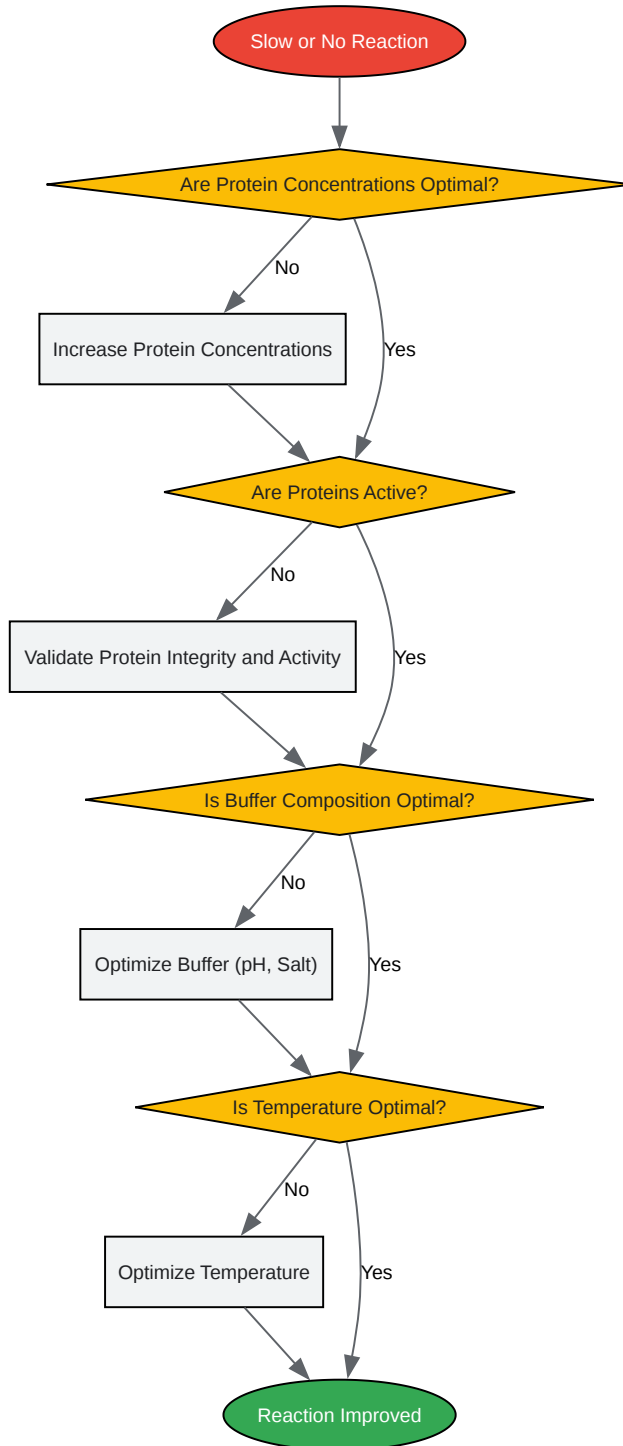 Slow or No Reaction
Are Protein Concentrations Optimal?
No
Increase Protein Concentrations
Yes
Are Proteins Active?
No
Validate Protein Integrity and Activity
Yes
Is Buffer Composition Optimal?
No
Optimize Buffer (pH, Salt)
Yes
Is Temperature Optimal?
No
Optimize Temperature
Yes
Reaction Improved